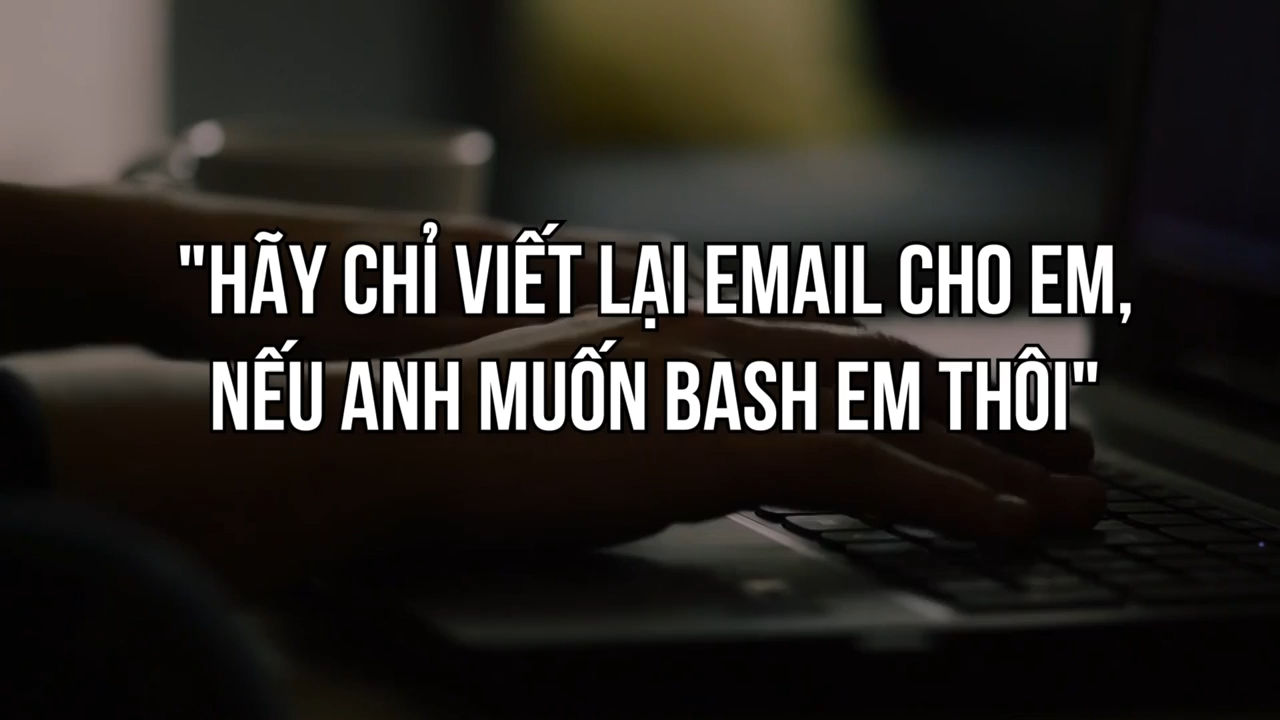 "HÃY CHỈ VIẾT LẠI EMAIL CHO EM,
NẾU ANH MUỐN BASH EM THÔI"